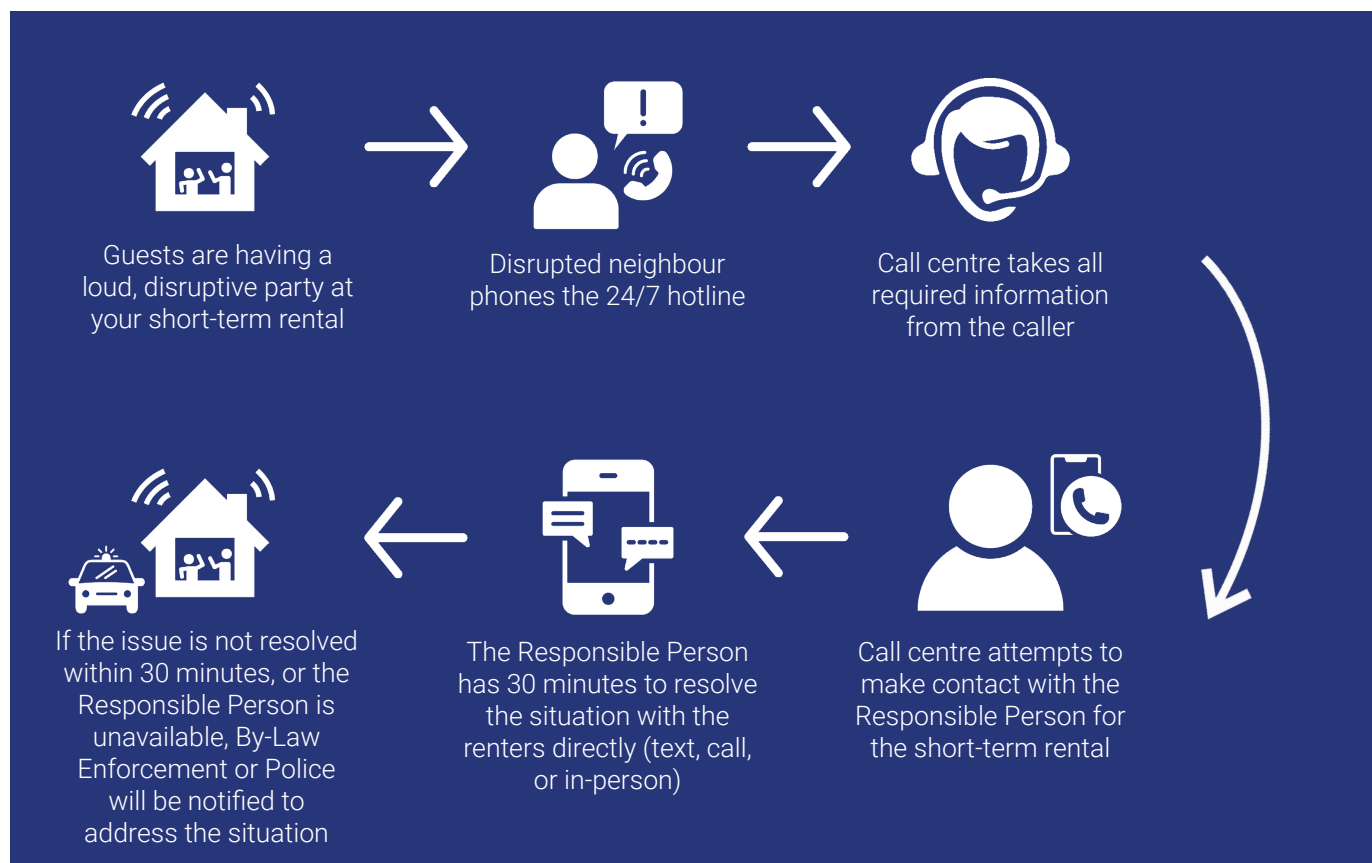 !
Guests are having a
loud, disruptive party at
your short-term rental
Disrupted neighbour
phones the 24/7 hotline
Call centre takes all
required information
from the caller
Call centre attempts to
make contact with the
Responsible Person for
the short-term rental
The Responsible Person
has 30 minutes to resolve
the situation with the
renters directly (text, call,
or in-person)
If the issue is not resolved
within 30 minutes, or the
Responsible Person is
unavailable, By-Law
Enforcement or Police
will be notified to
address the situation